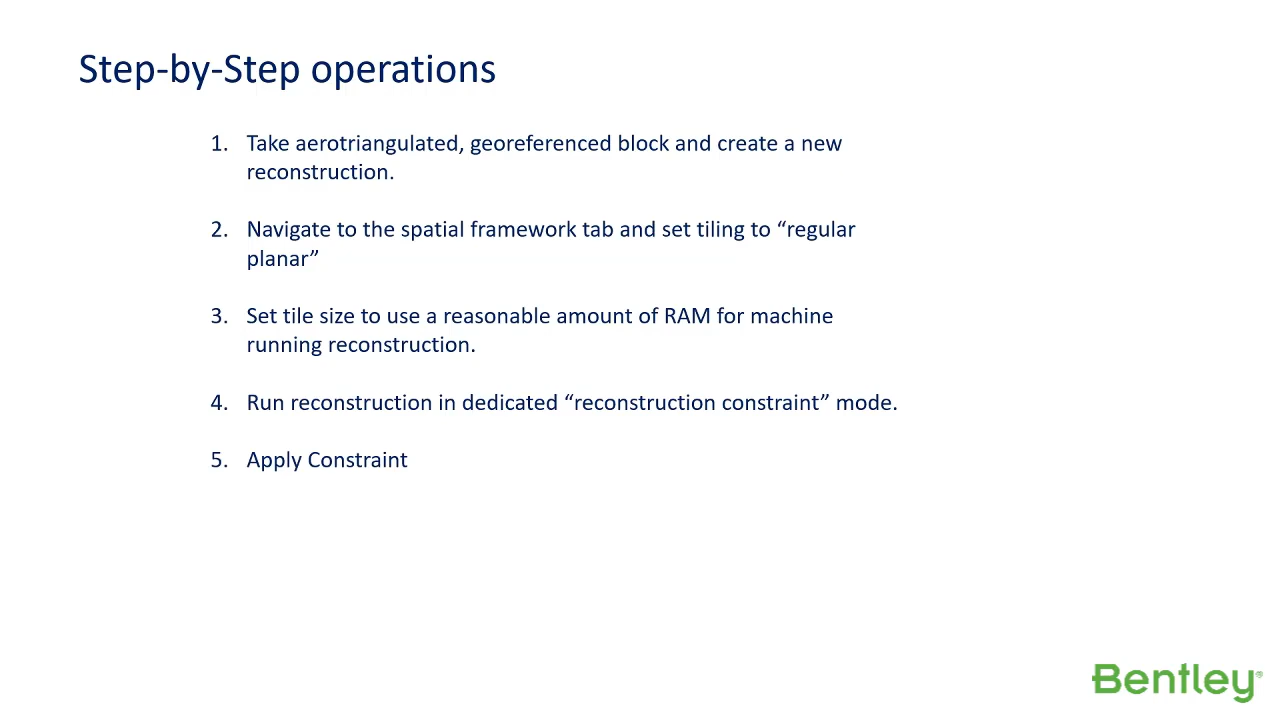 Step-by-Step operations
1. Take aerotriangulated, georeferenced block and create a new
reconstruction.
2. Navigate to the spatial framework tab and set tiling to “regular
planar”
3. Set tile size to use a reasonable amount of RAM for machine
running reconstruction.
4. Run reconstruction in dedicated “reconstruction constraint” mode.
5. Apply Constraint
Bentley®